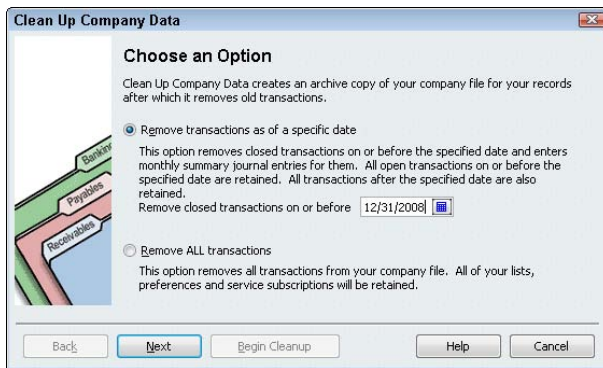 Clean Up Company Data
Choose an Option
Clean Up Company Data creates an archive copy of your company file for your records
after which it removes old transactions.
Remove transactions as of a specific date
This option removes closed transactions on or before the specified date and enters
monthly summary journal entries for them. All open transactions on or before the
specified date are retained. All transactions after the specified date are also
retained.
Remove closed transactions on or before 12/31/2008
Remove ALL transactions
This option removes all transactions from your company file. All of your lists,
preferences and service subscriptions will be retained.
Banking
Payables
Receivables
Back Next Begin Cleanup Help Cancel